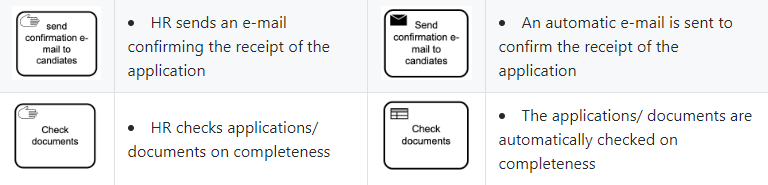 send
confirmation e-
mail to
candiates
• HR sends an e-mail
confirming the receipt of the
application
Send
confirmation e-
mail to
candidates
• An automatic e-mail is sent to
confirm the receipt of the
application
Check
documents
• HR checks applications/
documents on completeness
Check
documents
• The applications/ documents are
automatically checked on
completeness